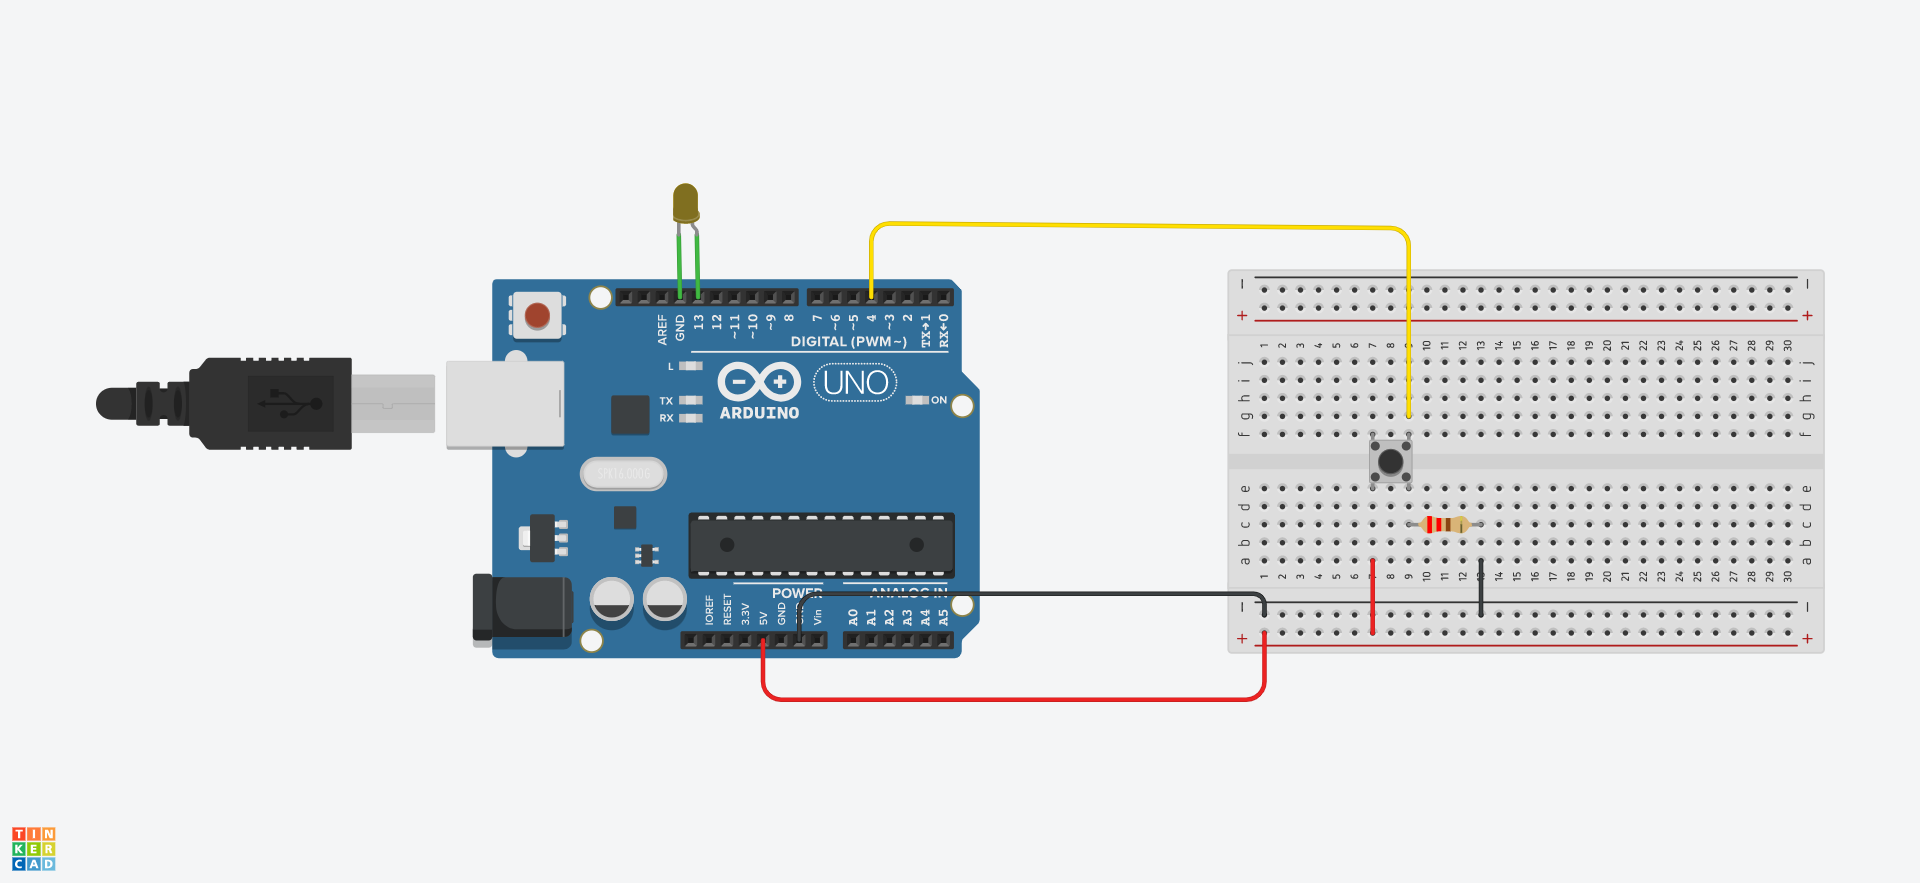 AREF
GND
13
12
~11
~10
~9
8
7
~6
~5
4
~3
2
TX→1
RX←0
DIGITAL (PWM~)
L
TX
RX
ARDUINO
UNO
ON
SPK16.000G
POWER
ANALOG IN
IOREF
RESET
3.3V
5V
GND
Vin
A0
A1
A2
A3
A4
A5
− −
+ +
1 2 3 4 5 6 7 8 9 10 11 12 13 14 15 16 17 18 19 20 21 22 23 24 25 26 27 28 29 30
j j
i i
h h
g g
f f
e e
d d
c c
b b
a a
1 2 3 4 5 6 7 8 9 10 11 12 13 14 15 16 17 18 19 20 21 22 23 24 25 26 27 28 29 30
− −
+ +
TIN
KER
CAD